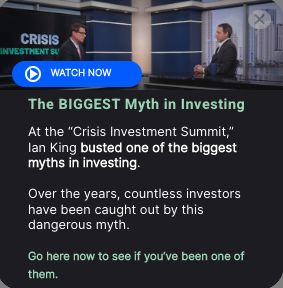 CRISIS
INVESTMENT SU
WATCH NOW
The BIGGEST Myth in Investing
At the “Crisis Investment Summit,”
Ian King busted one of the biggest
myths in investing.
Over the years, countless investors
have been caught out by this
dangerous myth.
Go here now to see if you’ve been one of
them.